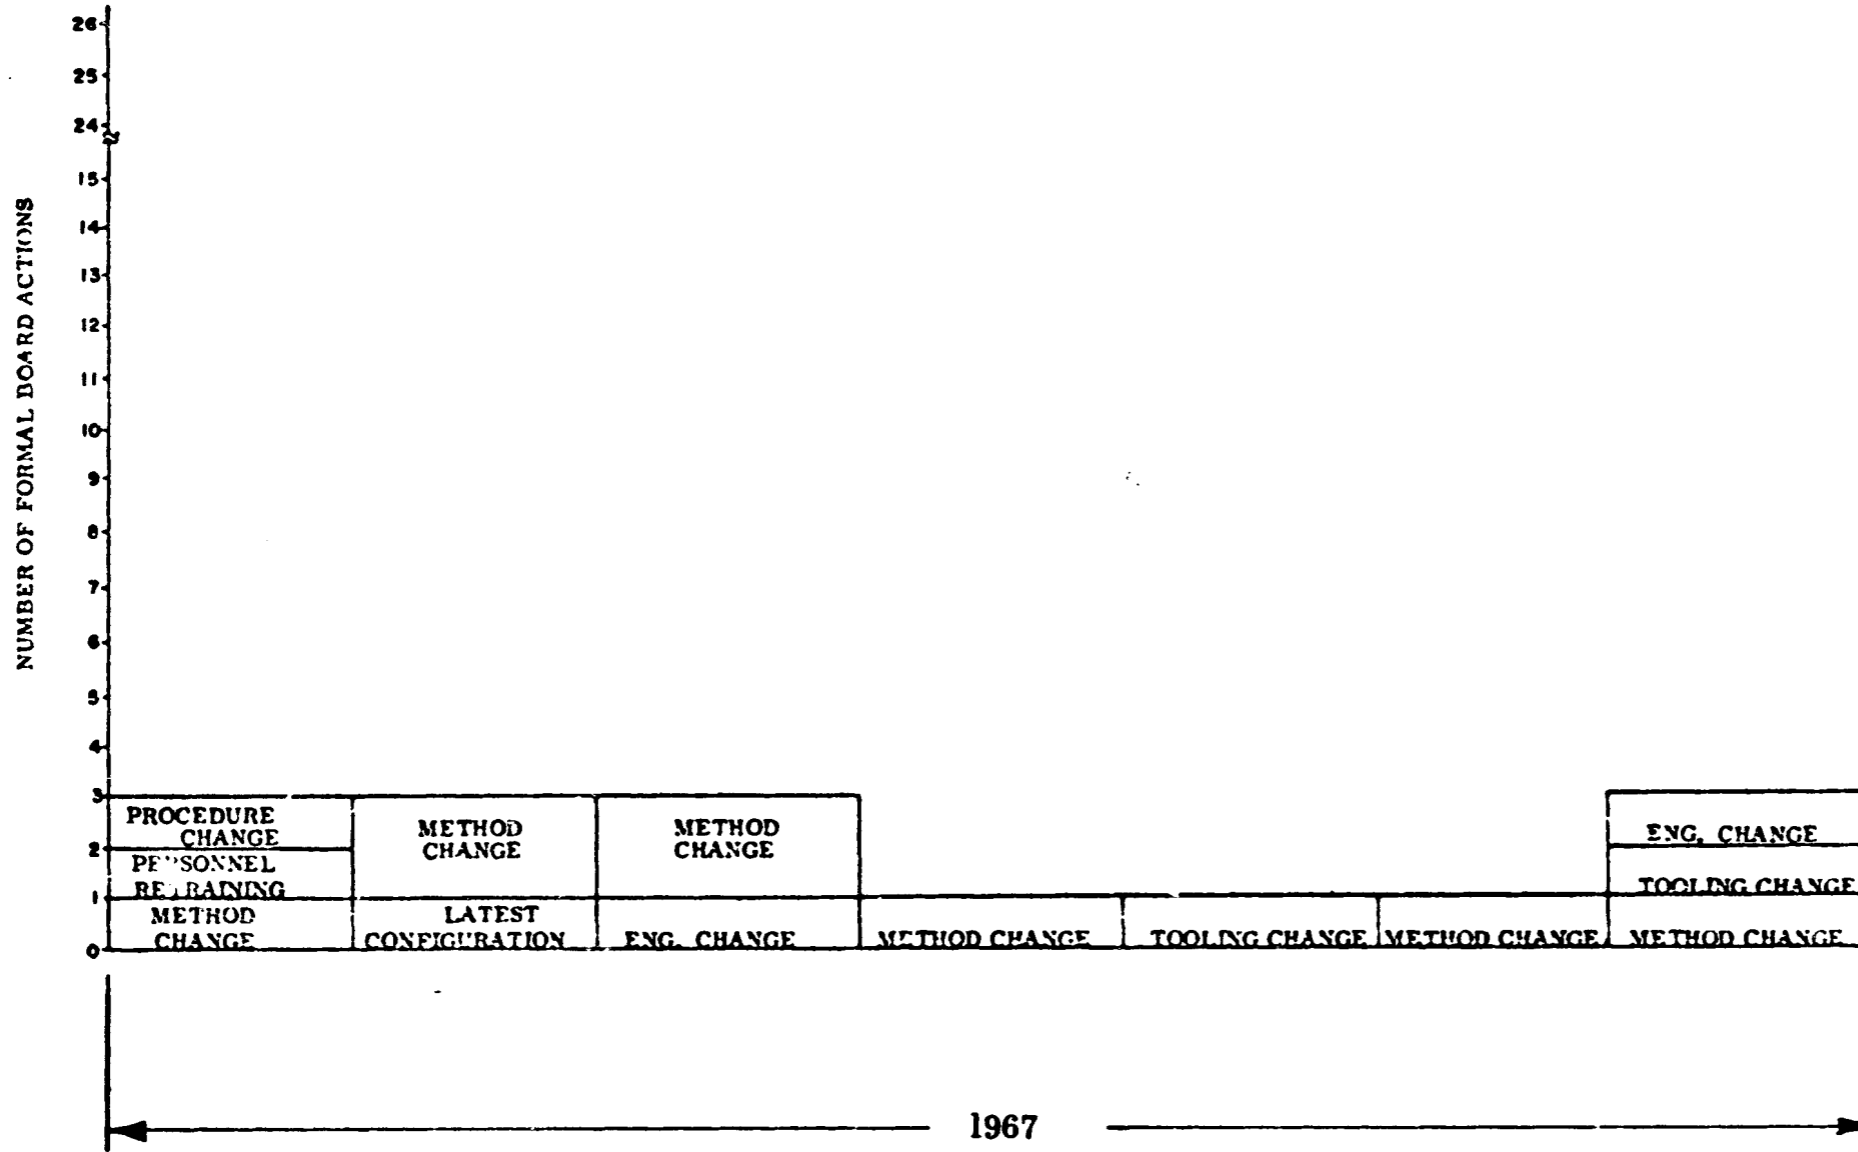 NUMBER OF FORMAL BOARD ACTIONS
26
25
24
15
14
13
12
11
10
9
8
7
6
5
4
3
2
1
0
PROCEDURE
CHANGE
PERSONNEL
RETRAINING
METHOD
CHANGE
METHOD
CHANGE
LATEST
CONFIGURATION
METHOD
CHANGE
ENG. CHANGE
METHOD CHANGE
TOOLING CHANGE
METHOD CHANGE
ENG. CHANGE
TOOLING CHANGE
METHOD CHANGE
1967